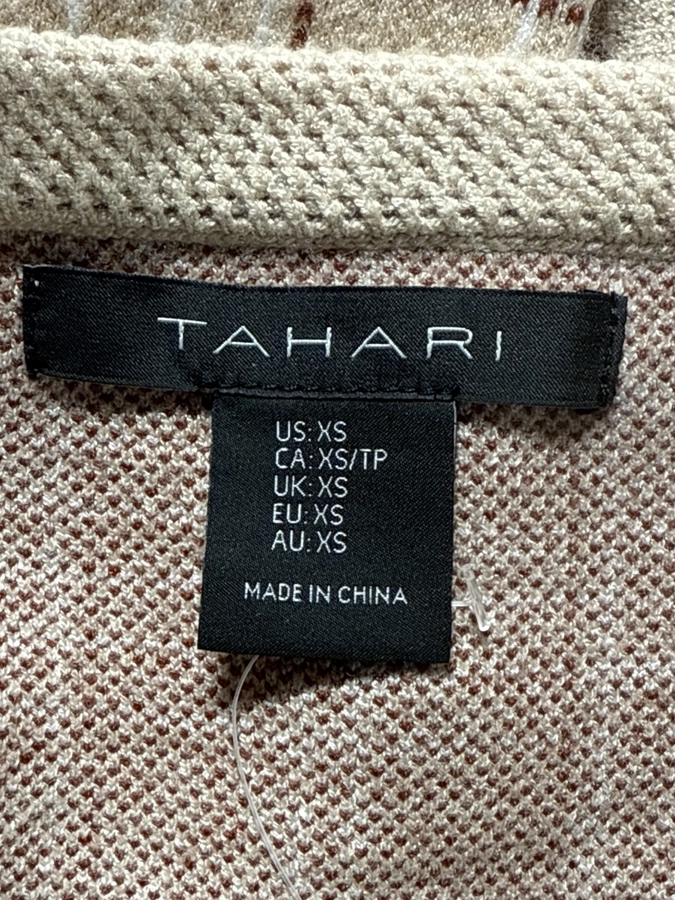 TAHARI
US: XS
CA: XS/TP
UK: XS
EU: XS
AU: XS
MADE IN CHINA